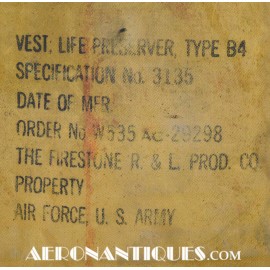 VEST, LIFE PRESERVER, TYPE B4
SPECIFICATION No. 3135
DATE OF MFR.
ORDER No W535 AC-29298
THE FIRESTONE R. & L. PROD. CO.
PROPERTY
AIR FORCE, U. S. ARMY
AERONANTIQUES.COM